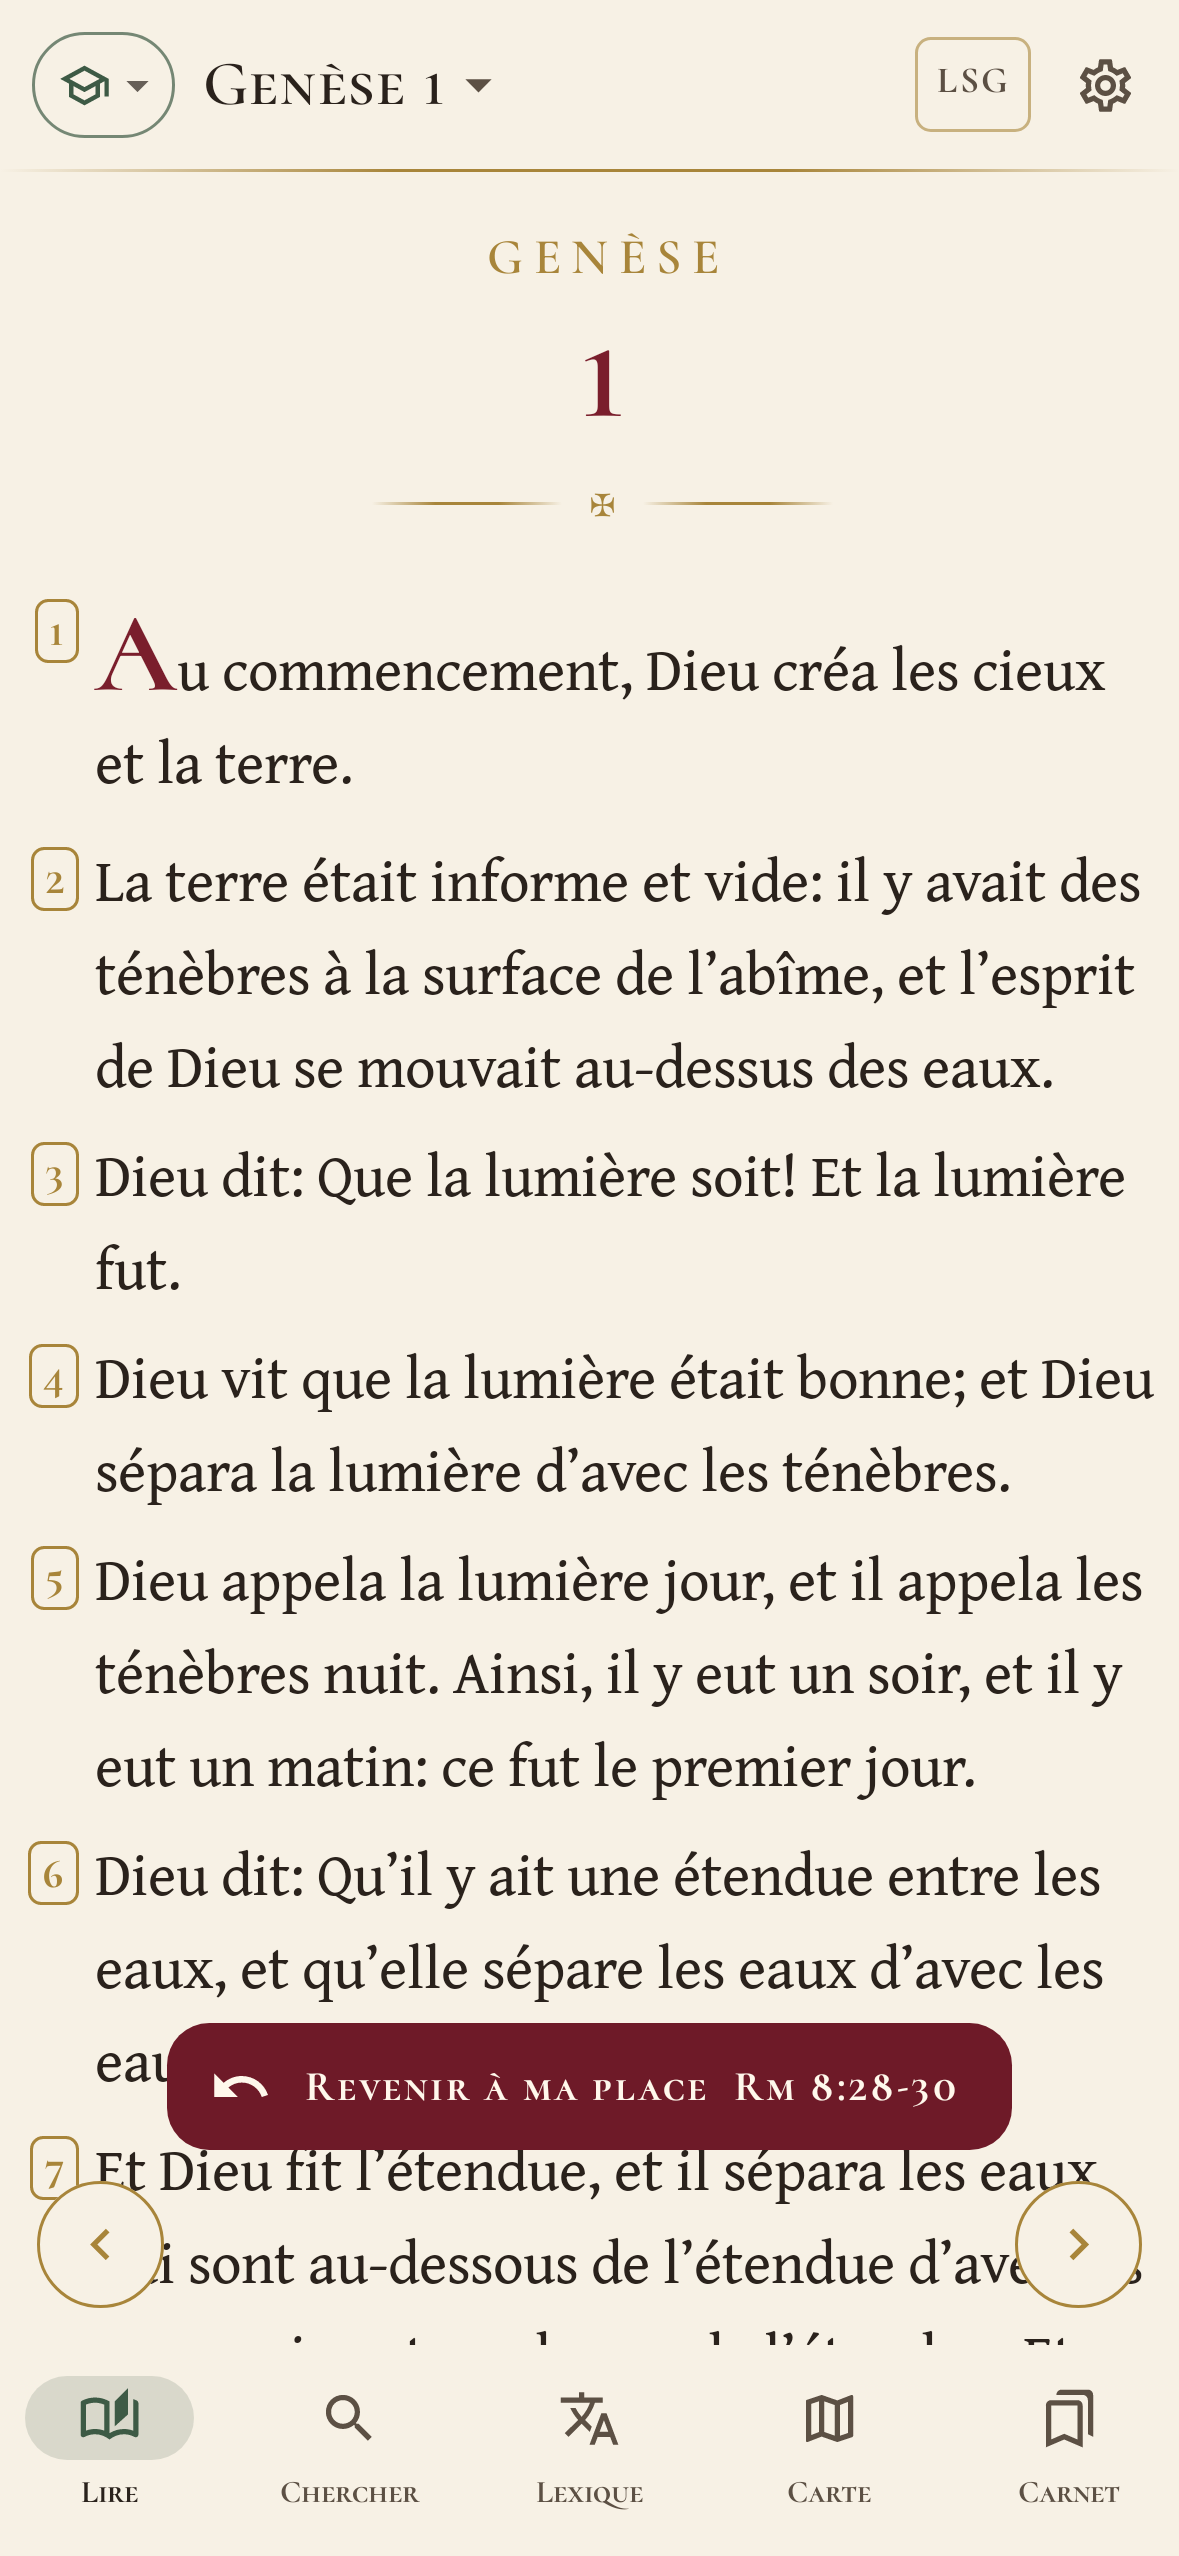 Genèse 1
LSG
GENÈSE
1
1 Au commencement, Dieu créa les cieux
et la terre.
2 La terre était informe et vide: il y avait des
ténèbres à la surface de l’abîme, et l’esprit
de Dieu se mouvait au-dessus des eaux.
3 Dieu dit: Que la lumière soit! Et la lumière
fut.
4 Dieu vit que la lumière était bonne; et Dieu
sépara la lumière d’avec les ténèbres.
5 Dieu appela la lumière jour, et il appela les
ténèbres nuit. Ainsi, il y eut un soir, et il y
eut un matin: ce fut le premier jour.
6 Dieu dit: Qu’il y ait une étendue entre les
eaux, et qu’elle sépare les eaux d’avec les
Revenir à ma place Rm 8:28-30
7 Et Dieu fit l’étendue, et il sépara les eaux
sont au-dessous de l’étendue
Lire
Chercher
Lexique
Carte
Carnet